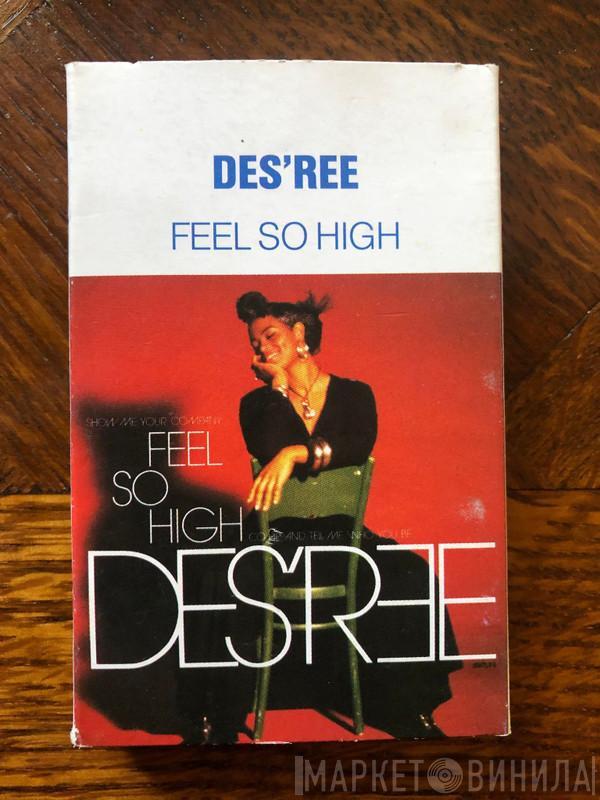 DES'REE
FEEL SO HIGH
SHOW ME YOUR COMPANY
FEEL
SO
HIGH
AND TELL ME WHO YOU BE
DES'REE
МАРКЕТ ВИНИЛА